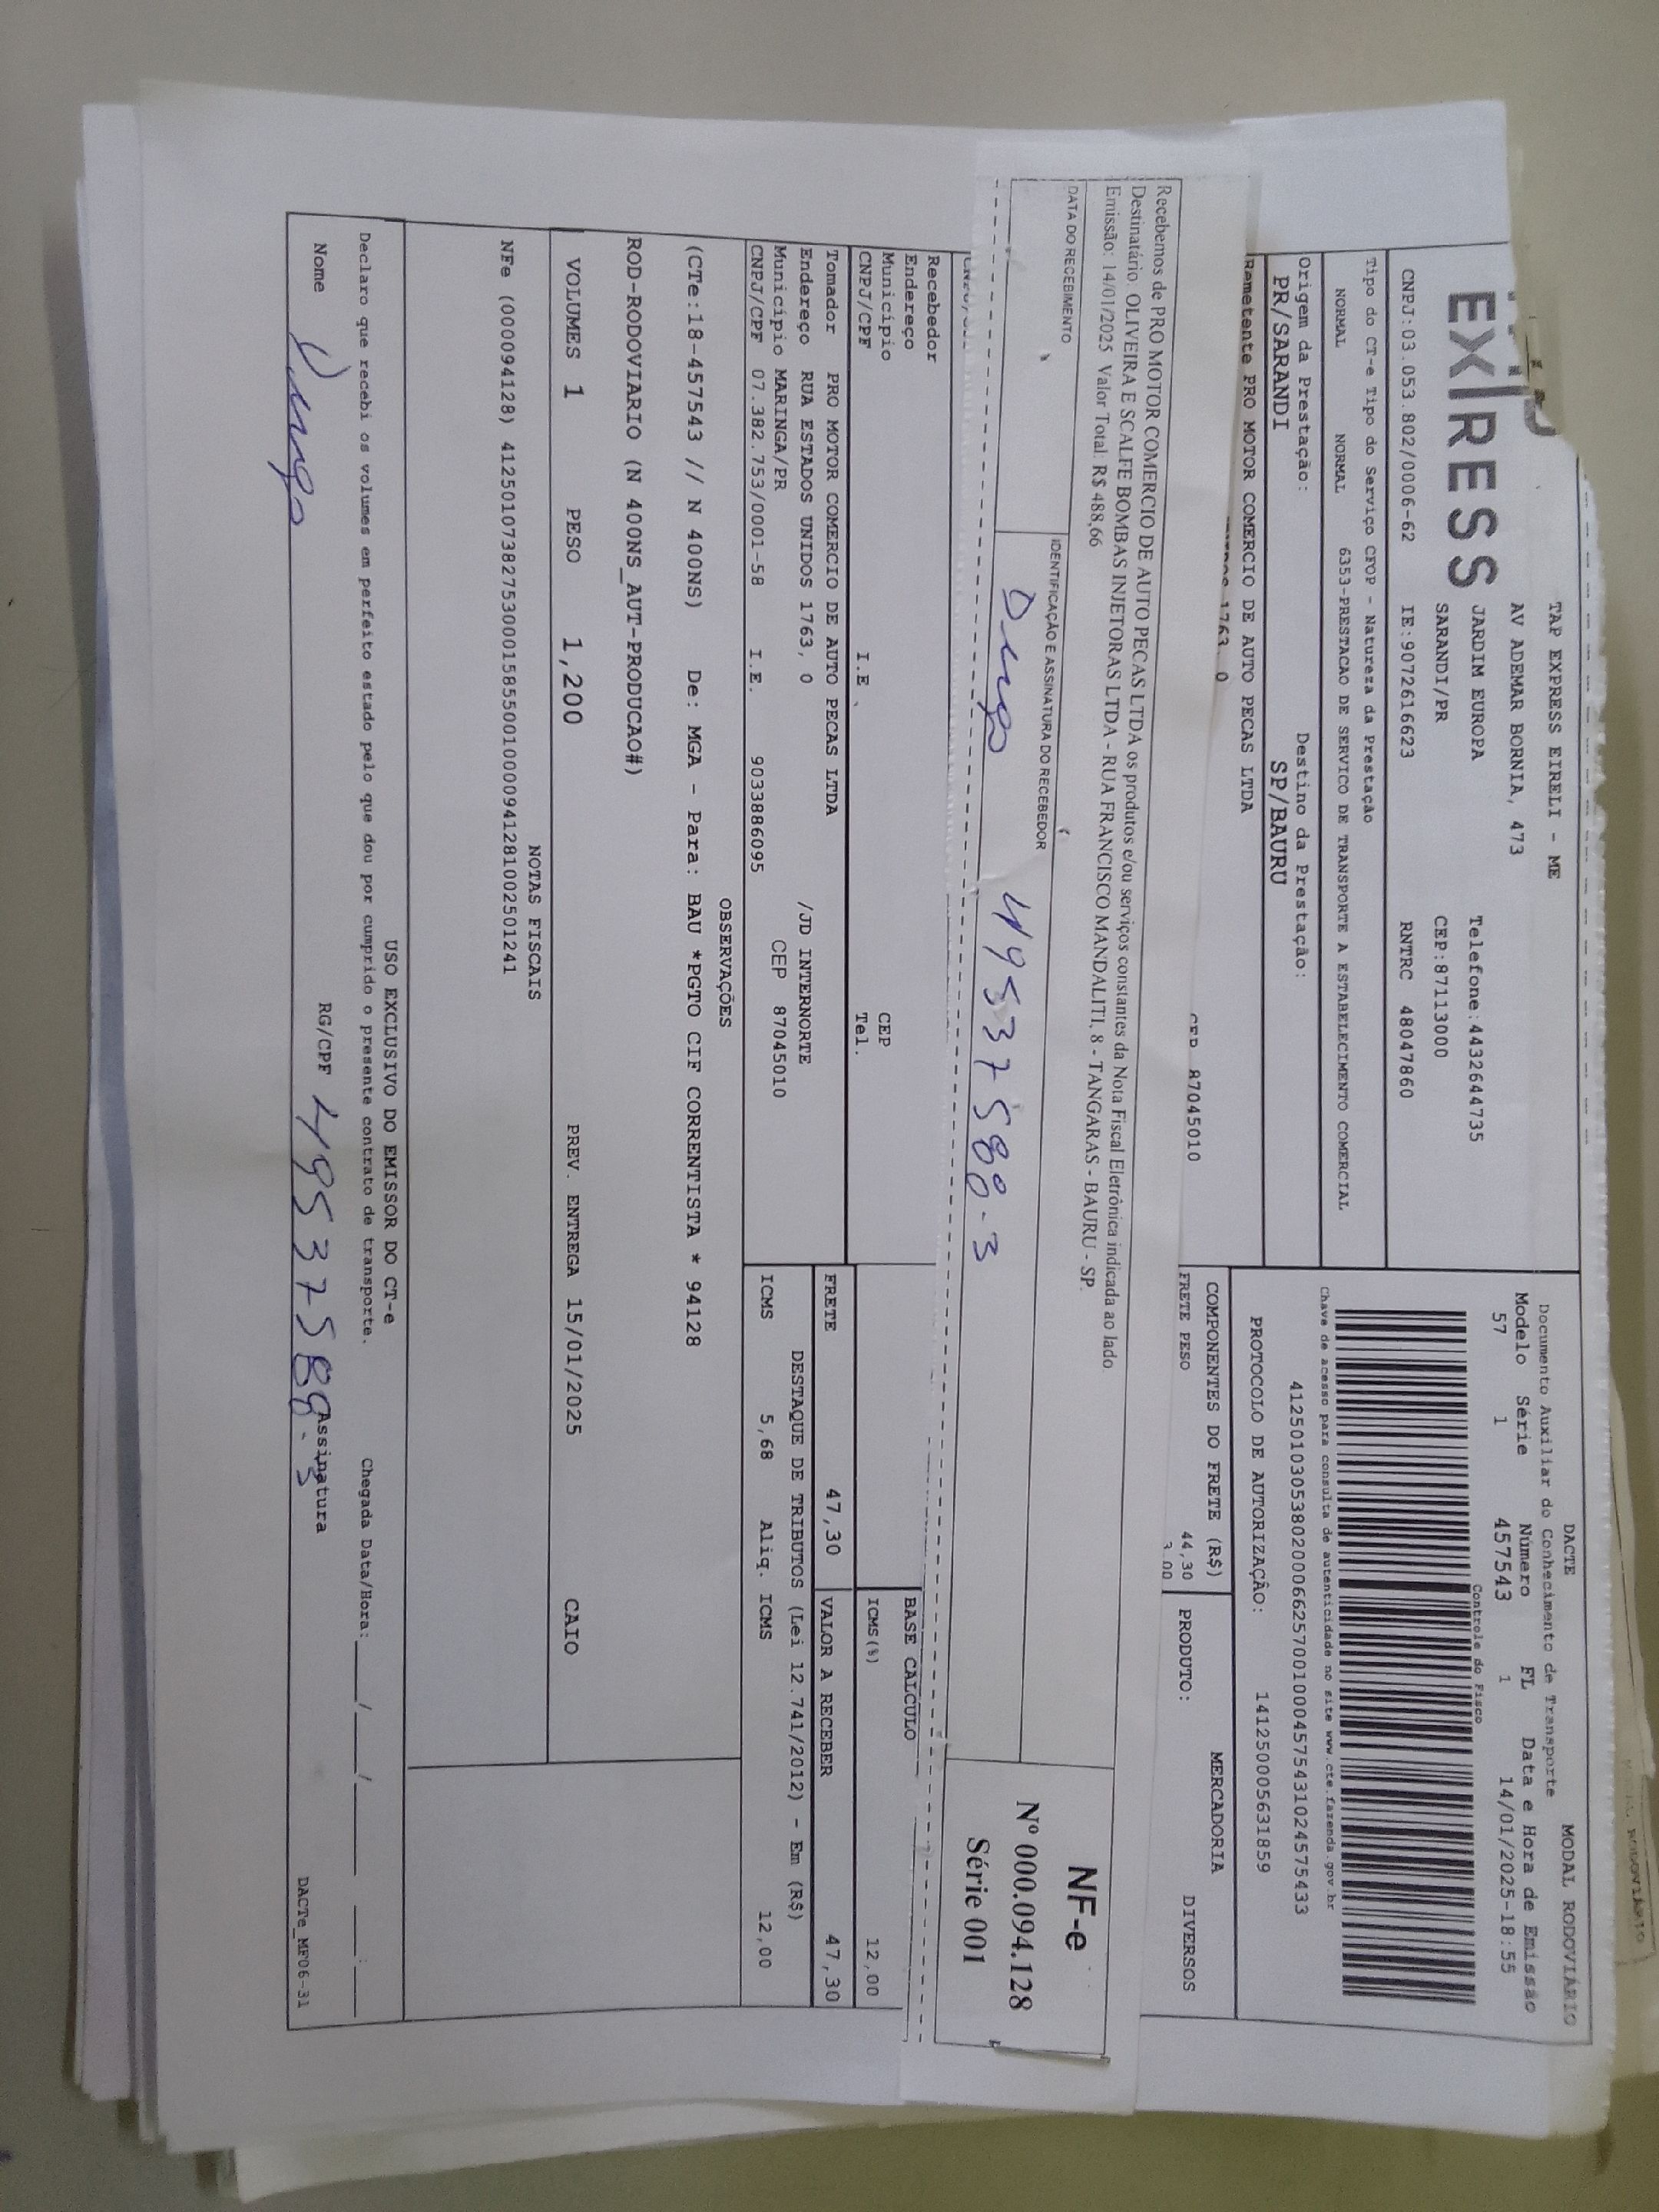 EXPRESS
TAP EXPRESS EIRELI - ME
AV ADEMAR BORNIA, 473
JARDIM EUROPA Telefone:4432644735
SARANDI/PR CEP:87113000
CNPJ:03.053.802/0006-62 IE:9072616623 RNTRC 48047860
Tipo do CT-e Tipo do Serviço CFOP - Natureza da Prestação
NORMAL NORMAL 6353-PRESTACAO DE SERVICO DE TRANSPORTE A ESTABELECIMENTO COMERCIAL
Origem da Prestação: Destino da Prestação:
PR/SARANDI SP/BAURU
Remetente PRO MOTOR COMERCIO DE AUTO PECAS LTDA
1763, 0
CEP 87045010
DACTE MODAL RODOVIÁRIO
Documento Auxiliar do Conhecimento de Transporte
Modelo Série Número FL Data e Hora de Emissão
57 1 457543 1 14/01/2025-18:55
Controle do Fisco
Chave de acesso para consulta de autenticidade no site www.cte.fazenda.gov.br
41250103053802000662570010004575431024575433
PROTOCOLO DE AUTORIZAÇÃO: 141250005631859
COMPONENTES DO FRETE (R$) MERCADORIA
FRETE PESO 44,30 PRODUTO: DIVERSOS
3,00
Recebemos de PRO MOTOR COMERCIO DE AUTO PECAS LTDA os produtos e/ou serviços constantes da Nota Fiscal Eletrônica indicada ao lado.
Destinatário: OLIVEIRA E SCALFE BOMBAS INJETORAS LTDA - RUA FRANCISCO MANDALITI, 8 - TANGARAS - BAURU - SP.
Emissão: 14/01/2025 Valor Total: R$ 488,66
DATA DO RECEBIMENTO IDENTIFICAÇÃO E ASSINATURA DO RECEBEDOR
49537588-3
NF-e
Nº 000.094.128
Série 001
Recebedor
Endereço
Município CEP
CNPJ/CPF I.E. Tel.
BASE CALCULO
ICMS(%) 12,00
Tomador PRO MOTOR COMERCIO DE AUTO PECAS LTDA
Endereço RUA ESTADOS UNIDOS 1763, 0 /JD INTERNORTE
Município MARINGA/PR CEP 87045010
CNPJ/CPF 07.382.753/0001-58 I.E. 9033886095
FRETE 47,30 VALOR A RECEBER 47,30
DESTAQUE DE TRIBUTOS (Lei 12.741/2012) - Em (R$)
ICMS 5,68 Aliq. ICMS 12,00
OBSERVAÇÕES
(CTe:18-457543 // N 400NS) De: MGA - Para: BAU *PGTO CIF CORRENTISTA * 94128
ROD-RODOVIARIO (N 400NS_AUT-PRODUCAO#)
VOLUMES 1 PESO 1,200 PREV. ENTREGA 15/01/2025 CAIO
NOTAS FISCAIS
NFe (000094128) 41250107382753000158550010000941281002501241
USO EXCLUSIVO DO EMISSOR DO CT-e
Declaro que recebi os volumes em perfeito estado pelo que dou por cumprido o presente contrato de transporte. Chegada Data/Hora:____/____/____ ____:____
Nome RG/CPF 49537588-3 Assinatura
DACTe_MF06-31